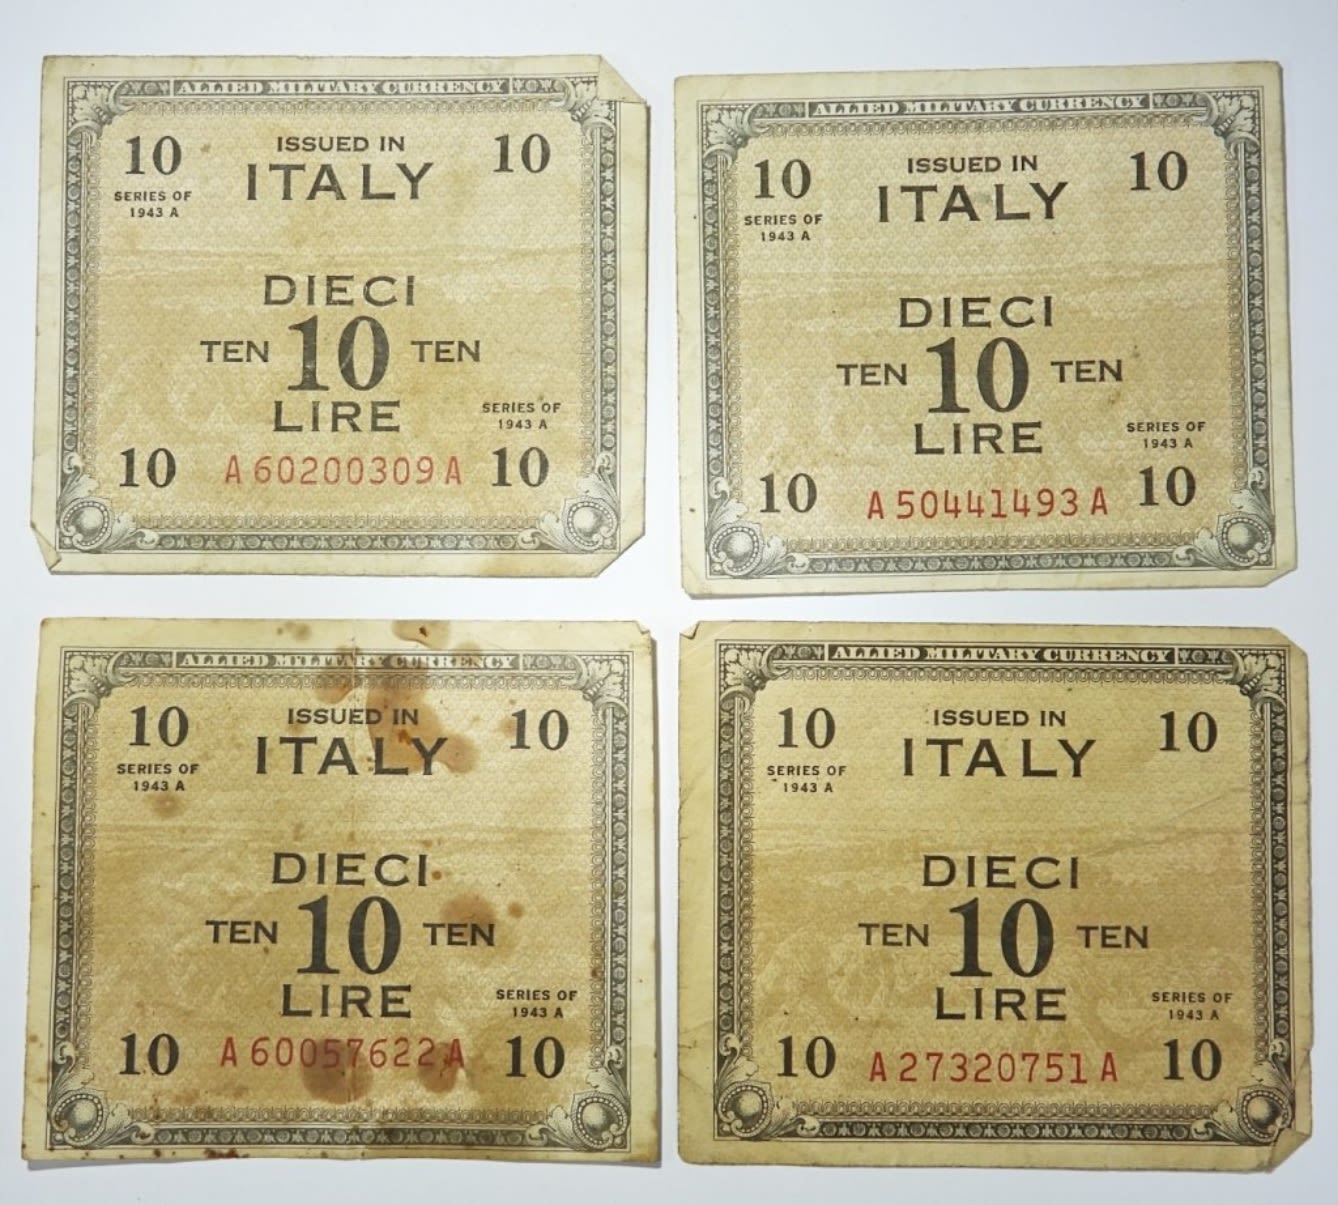 ALLIED MILITARY CURRENCY
10 ISSUED IN 10
SERIES OF ITALY
1943 A
DIECI
TEN 10 TEN
LIRE SERIES OF
1943 A
10 A 60200309 A 10
ALLIED MILITARY CURRENCY
10 ISSUED IN 10
SERIES OF ITALY
1943 A
DIECI
TEN 10 TEN
LIRE SERIES OF
1943 A
10 A 50441493 A 10
ALLIED MILITARY CURRENCY
10 ISSUED IN 10
SERIES OF ITALY
1943 A
DIECI
TEN 10 TEN
LIRE SERIES OF
1943 A
10 A 60057622 A 10
ALLIED MILITARY CURRENCY
10 ISSUED IN 10
SERIES OF ITALY
1943 A
DIECI
TEN 10 TEN
LIRE SERIES OF
1943 A
10 A 27320751 A 10